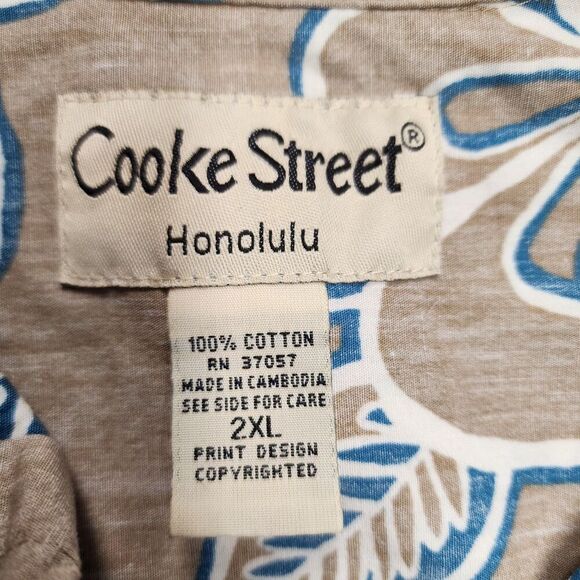 Cooke Street®
Honolulu
100% COTTON
RN 37057
MADE IN CAMBODIA
SEE SIDE FOR CARE
2XL
PRINT DESIGN
COPYRIGHTED